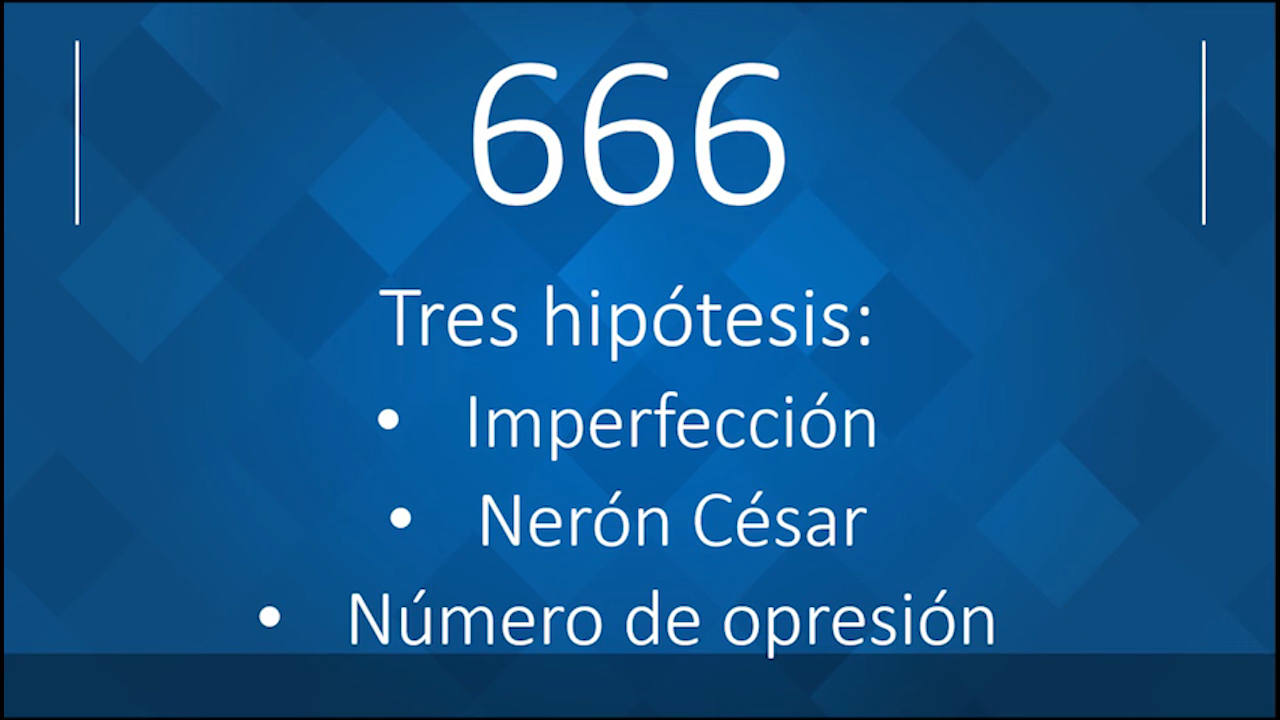 666
Tres hipótesis:
• Imperfección
• Nerón César
• Número de opresión